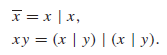 x̅ = x | x,
xy = (x | y) | (x | y).